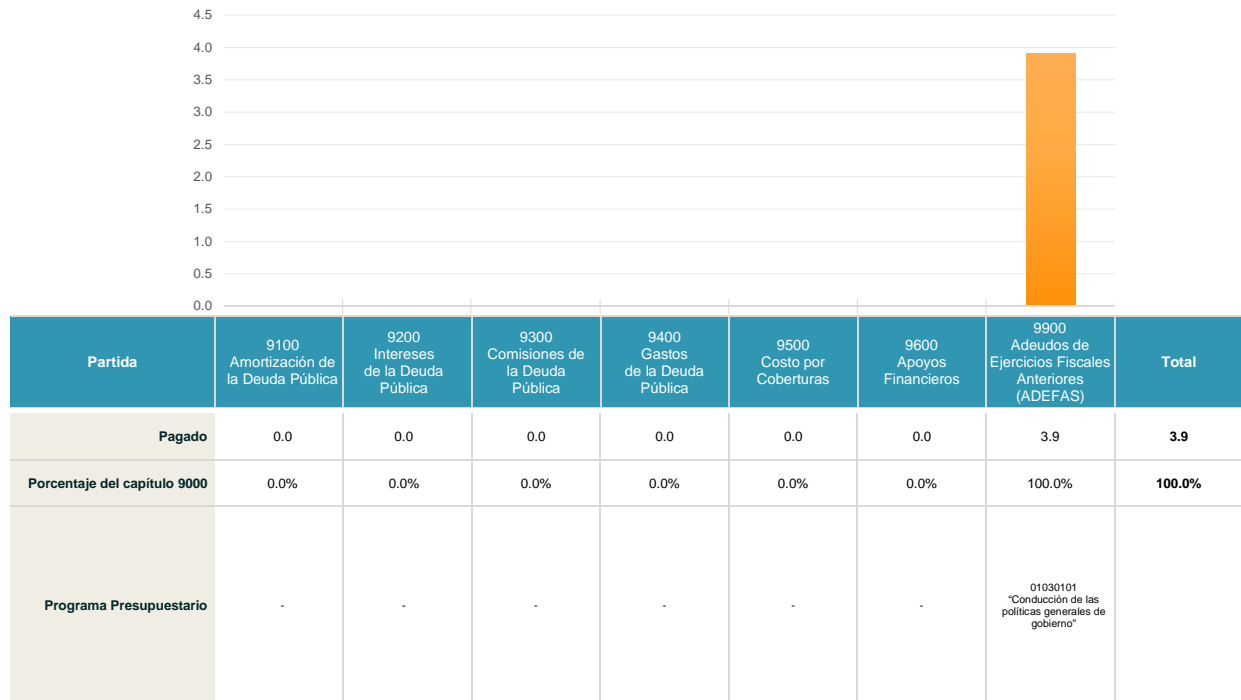 4.5
4.0
3.5
3.0
2.5
2.0
1.5
1.0
0.5
0.0
Partida
9100
Amortización de
la Deuda Pública
9200
Intereses
de la Deuda
Pública
9300
Comisiones de
la Deuda
Pública
9400
Gastos
de la Deuda
Pública
9500
Costo por
Coberturas
9600
Apoyos
Financieros
9900
Adeudos de
Ejercicios Fiscales
Anteriores
(ADEFAS)
Total
Pagado 0.0 0.0 0.0 0.0 0.0 0.0 3.9 3.9
Porcentaje del capítulo 9000 0.0% 0.0% 0.0% 0.0% 0.0% 0.0% 100.0% 100.0%
Programa Presupuestario - - - - - -
01030101
“Conducción de las
políticas generales de
gobierno”